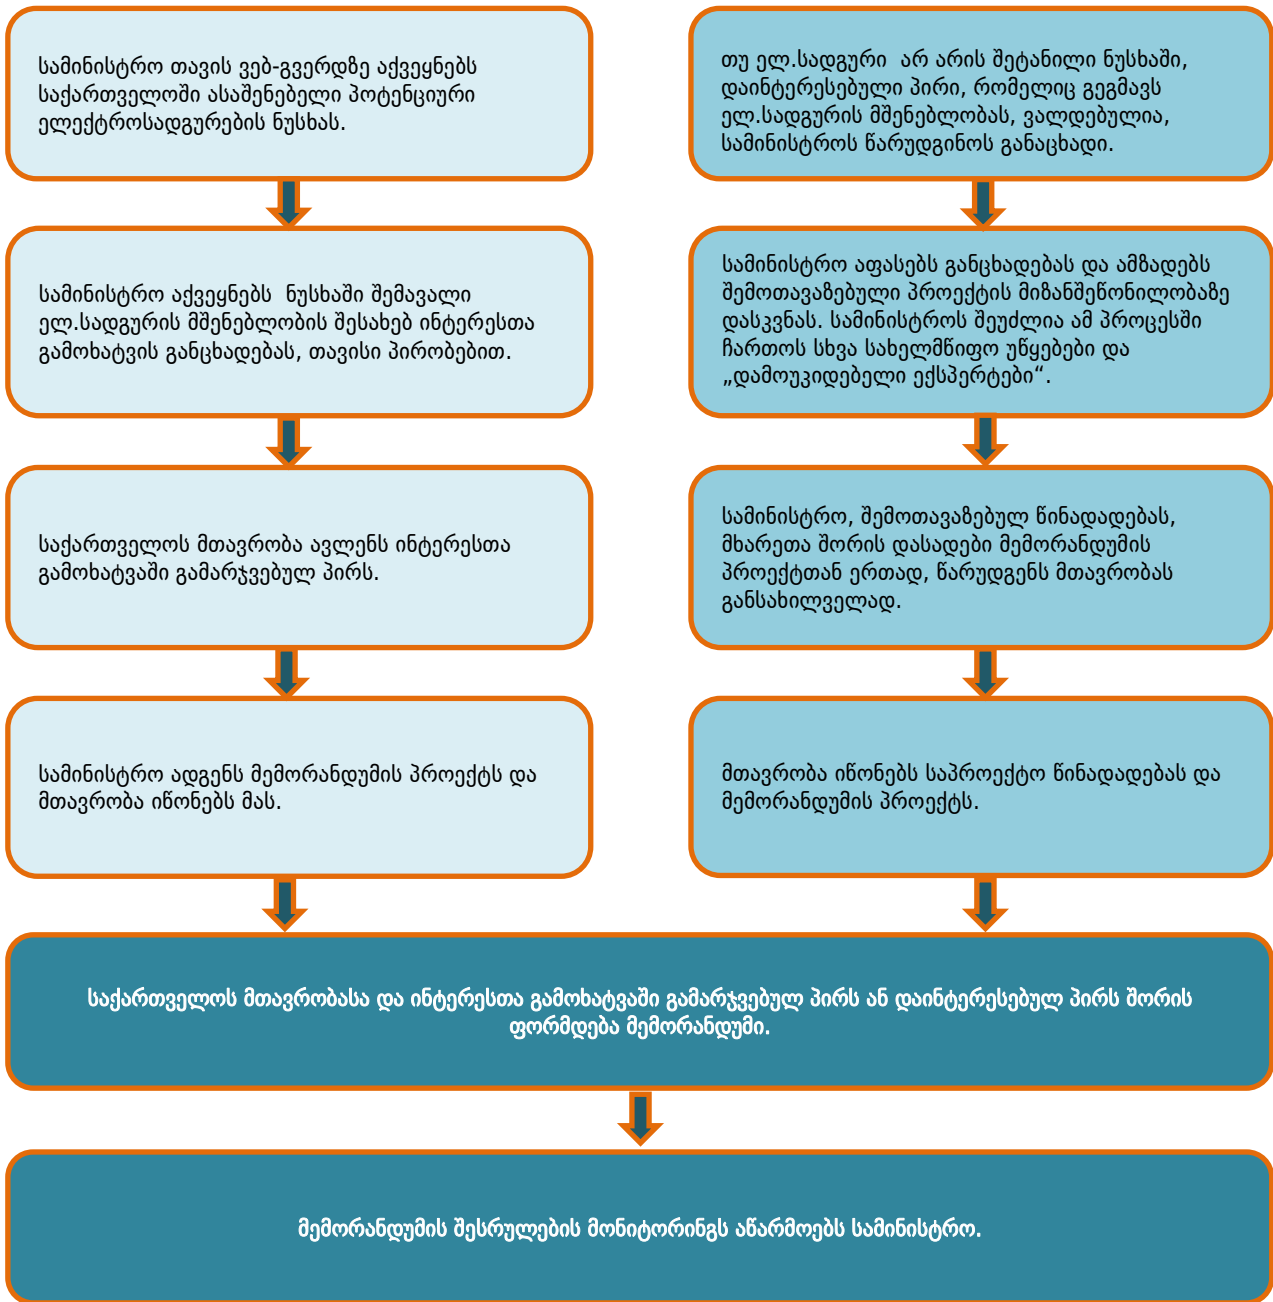 სამინისტრო თავის ვებ-გვერდზე აქვეყნებს
საქართველოში ასაშენებელი პოტენციური
ელექტროსადგურების ნუსხას.
თუ ელ.სადგური არ არის შეტანილი ნუსხაში,
დაინტერესებული პირი, რომელიც გეგმავს
ელ.სადგურის მშენებლობას, ვალდებულია,
სამინისტროს წარუდგინოს განაცხადი.
სამინისტრო აქვეყნებს ნუსხაში შემავალი
ელ.სადგურის მშენებლობის შესახებ ინტერესთა
გამოხატვის განცხადებას, თავისი პირობებით.
სამინისტრო აფასებს განცხადებას და ამზადებს
შემოთავაზებული პროექტის მიზანშეწონილობაზე
დასკვნას. სამინისტროს შეუძლია ამ პროცესში
ჩართოს სხვა სახელმწიფო უწყებები და
„დამოუკიდებელი ექსპერტები“.
საქართველოს მთავრობა ავლენს ინტერესთა
გამოხატვაში გამარჯვებულ პირს.
სამინისტრო, შემოთავაზებულ წინადადებას,
მხარეთა შორის დასადები მემორანდუმის
პროექტთან ერთად, წარუდგენს მთავრობას
განსახილველად.
სამინისტრო ადგენს მემორანდუმის პროექტს და
მთავრობა იწონებს მას.
მთავრობა იწონებს საპროექტო წინადადებას და
მემორანდუმის პროექტს.
საქართველოს მთავრობასა და ინტერესთა გამოხატვაში გამარჯვებულ პირს ან დაინტერესებულ პირს შორის
ფორმდება მემორანდუმი.
მემორანდუმის შესრულების მონიტორინგს აწარმოებს სამინისტრო.